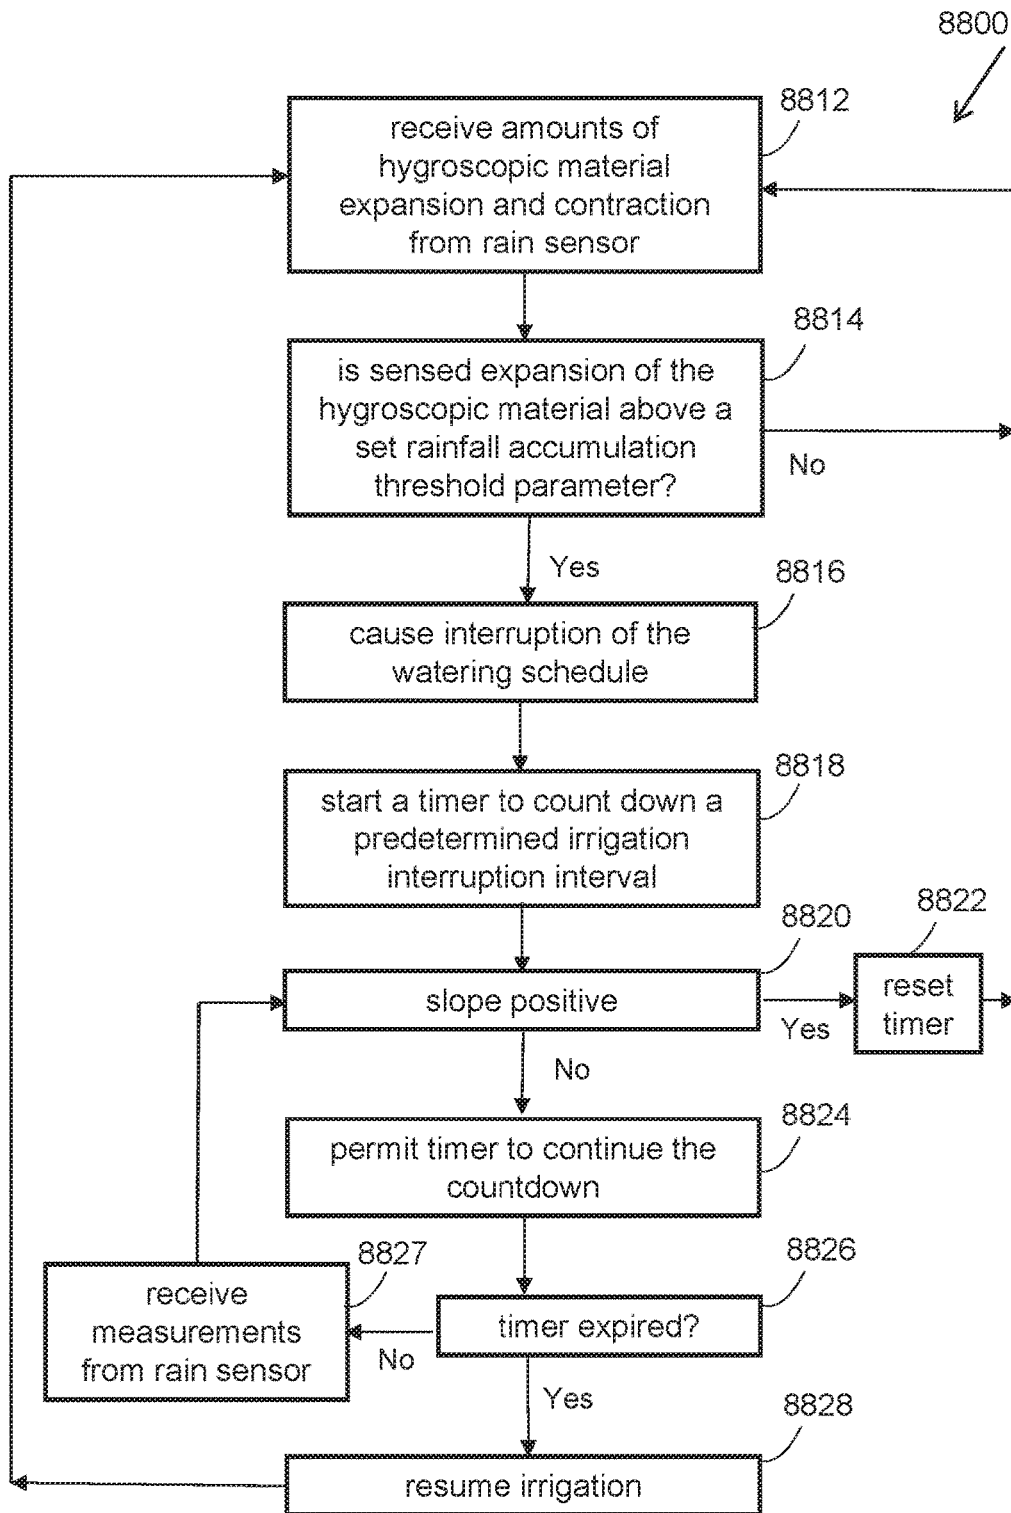 8800
8812
receive amounts of
hygroscopic material
expansion and contraction
from rain sensor
8814
is sensed expansion of the
hygroscopic material above a
set rainfall accumulation
threshold parameter?
No
Yes
8816
cause interruption of the
watering schedule
8818
start a timer to count down a
predetermined irrigation
interruption interval
8820
8822
slope positive
Yes
reset
timer
No
8824
permit timer to continue the
countdown
8827
8826
receive
measurements
from rain sensor
No
timer expired?
Yes
8828
resume irrigation